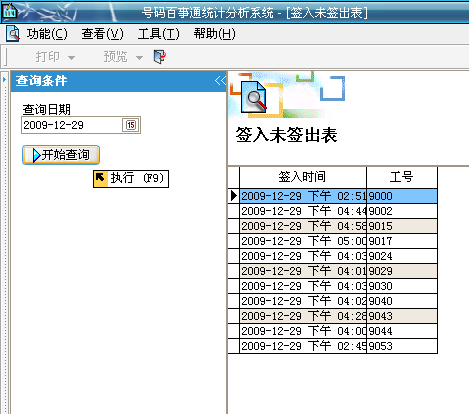 号码百事通统计分析系统 - [签入未签出表]
功能(C) 查看(V) 工具(T) 帮助(H)
打印 预览
查询条件
查询日期
2009-12-29 15
开始查询
执行 (F9)
签入未签出表
签入时间 工号
2009-12-29 下午 02:51 9000
2009-12-29 下午 04:44 9002
2009-12-29 下午 04:58 9015
2009-12-29 下午 05:00 9017
2009-12-29 下午 04:03 9024
2009-12-29 下午 04:01 9029
2009-12-29 下午 04:03 9030
2009-12-29 下午 04:02 9040
2009-12-29 下午 04:28 9043
2009-12-29 下午 04:00 9044
2009-12-29 下午 02:45 9053